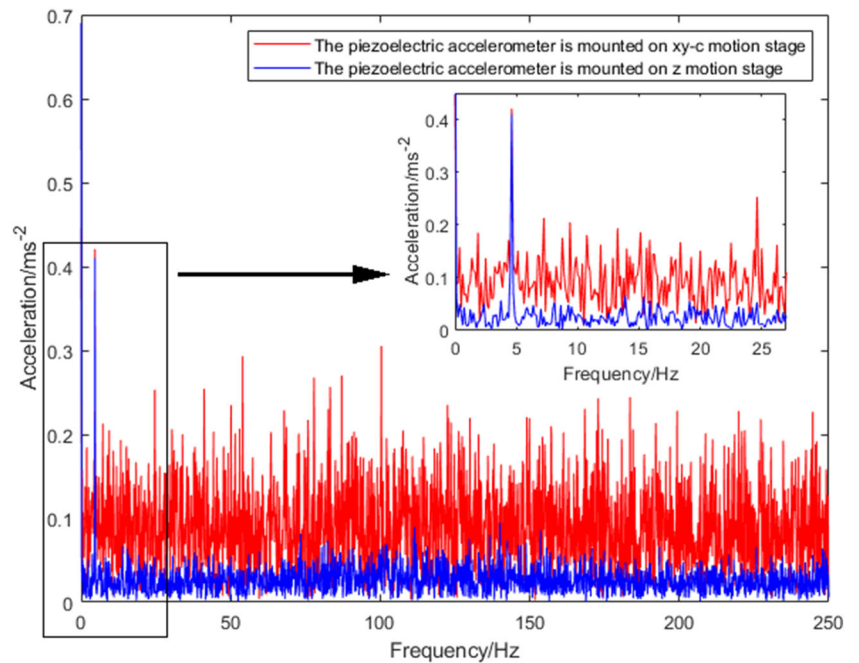 The piezoelectric accelerometer is mounted on xy-c motion stage
The piezoelectric accelerometer is mounted on z motion stage
0.7
0.6
0.5
0.4
0.3
0.2
0.1
0
Acceleration/ms⁻²
0 50 100 150 200 250
Frequency/Hz
0.4
0.3
0.2
0.1
0
Acceleration/ms⁻²
0 5 10 15 20 25
Frequency/Hz